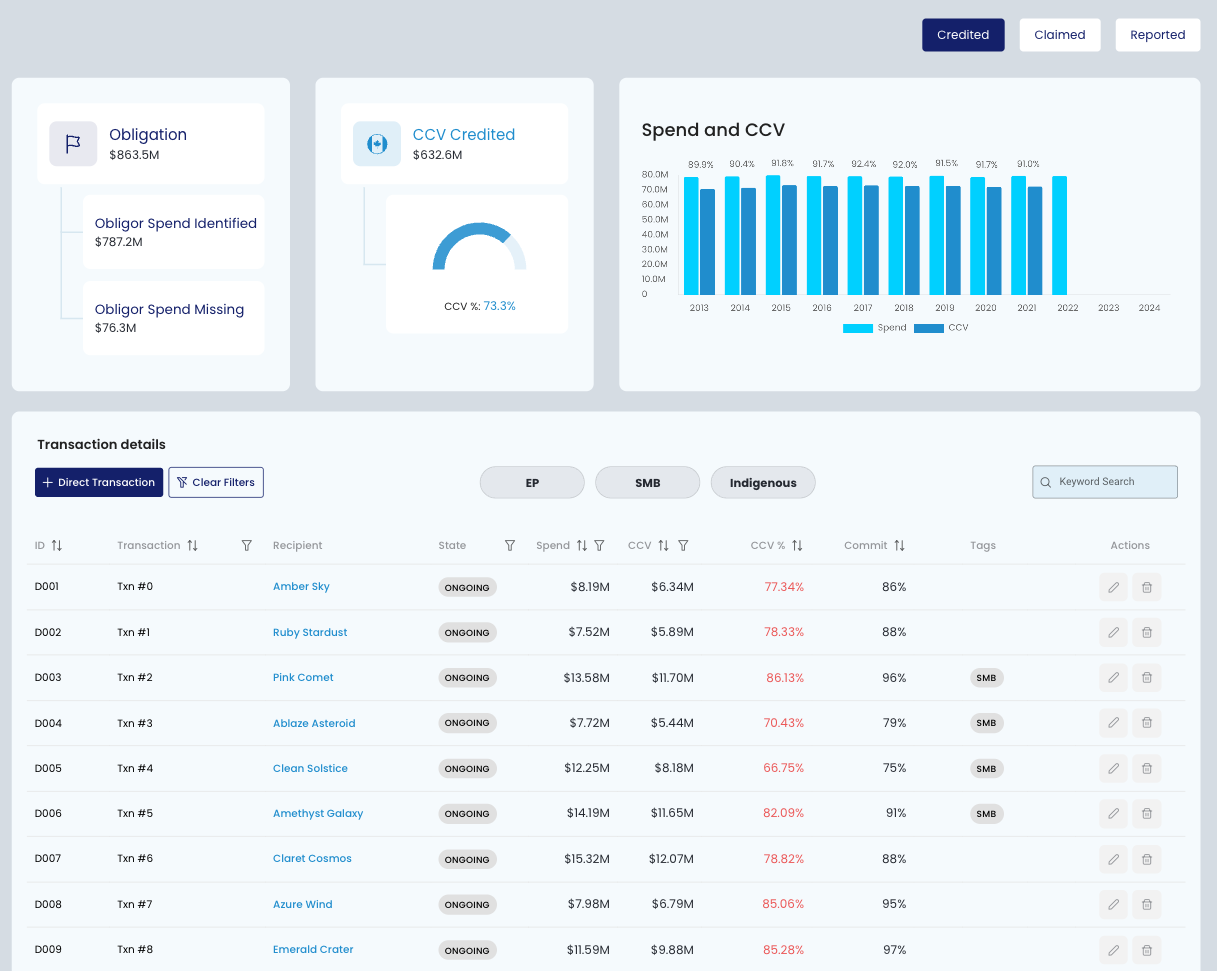 Credited Claimed Reported
Obligation
$863.5M
Obligor Spend Identified
$787.2M
Obligor Spend Missing
$76.3M
CCV Credited
$632.6M
CCV %: 73.3%
Spend and CCV
89.9% 90.4% 91.8% 91.7% 92.4% 92.0% 91.5% 91.7% 91.0%
80.0M
70.0M
60.0M
50.0M
40.0M
30.0M
20.0M
10.0M
0
2013 2014 2015 2016 2017 2018 2019 2020 2021 2022 2023 2024
Spend CCV
Transaction details
Direct Transaction Clear Filters EP SMB Indigenous Keyword Search
ID Transaction Recipient State Spend CCV CCV % Commit Tags Actions
D001 Txn #0 Amber Sky ONGOING $8.19M $6.34M 77.34% 86%
D002 Txn #1 Ruby Stardust ONGOING $7.52M $5.89M 78.33% 88%
D003 Txn #2 Pink Comet ONGOING $13.58M $11.70M 86.13% 96% SMB
D004 Txn #3 Ablaze Asteroid ONGOING $7.72M $5.44M 70.43% 79% SMB
D005 Txn #4 Clean Solstice ONGOING $12.25M $8.18M 66.75% 75% SMB
D006 Txn #5 Amethyst Galaxy ONGOING $14.19M $11.65M 82.09% 91% SMB
D007 Txn #6 Claret Cosmos ONGOING $15.32M $12.07M 78.82% 88%
D008 Txn #7 Azure Wind ONGOING $7.98M $6.79M 85.06% 95%
D009 Txn #8 Emerald Crater ONGOING $11.59M $9.88M 85.28% 97%